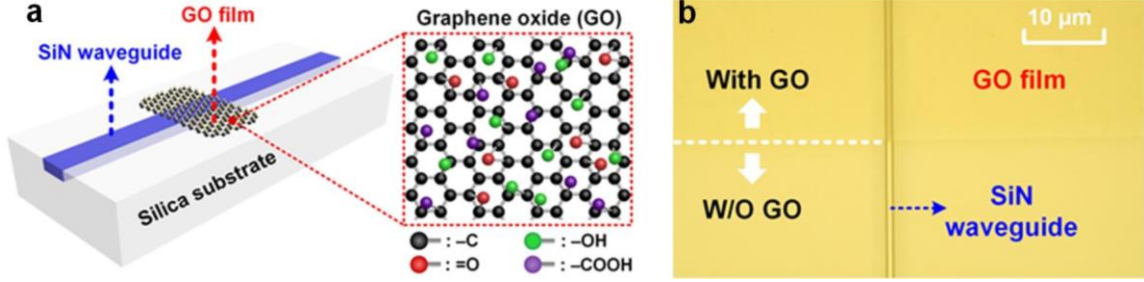 a
GO film
SiN waveguide
Silica substrate
Graphene oxide (GO)
: –C
: –OH
: =O
: –COOH
b
10 μm
With GO
GO film
W/O GO
SiN
waveguide